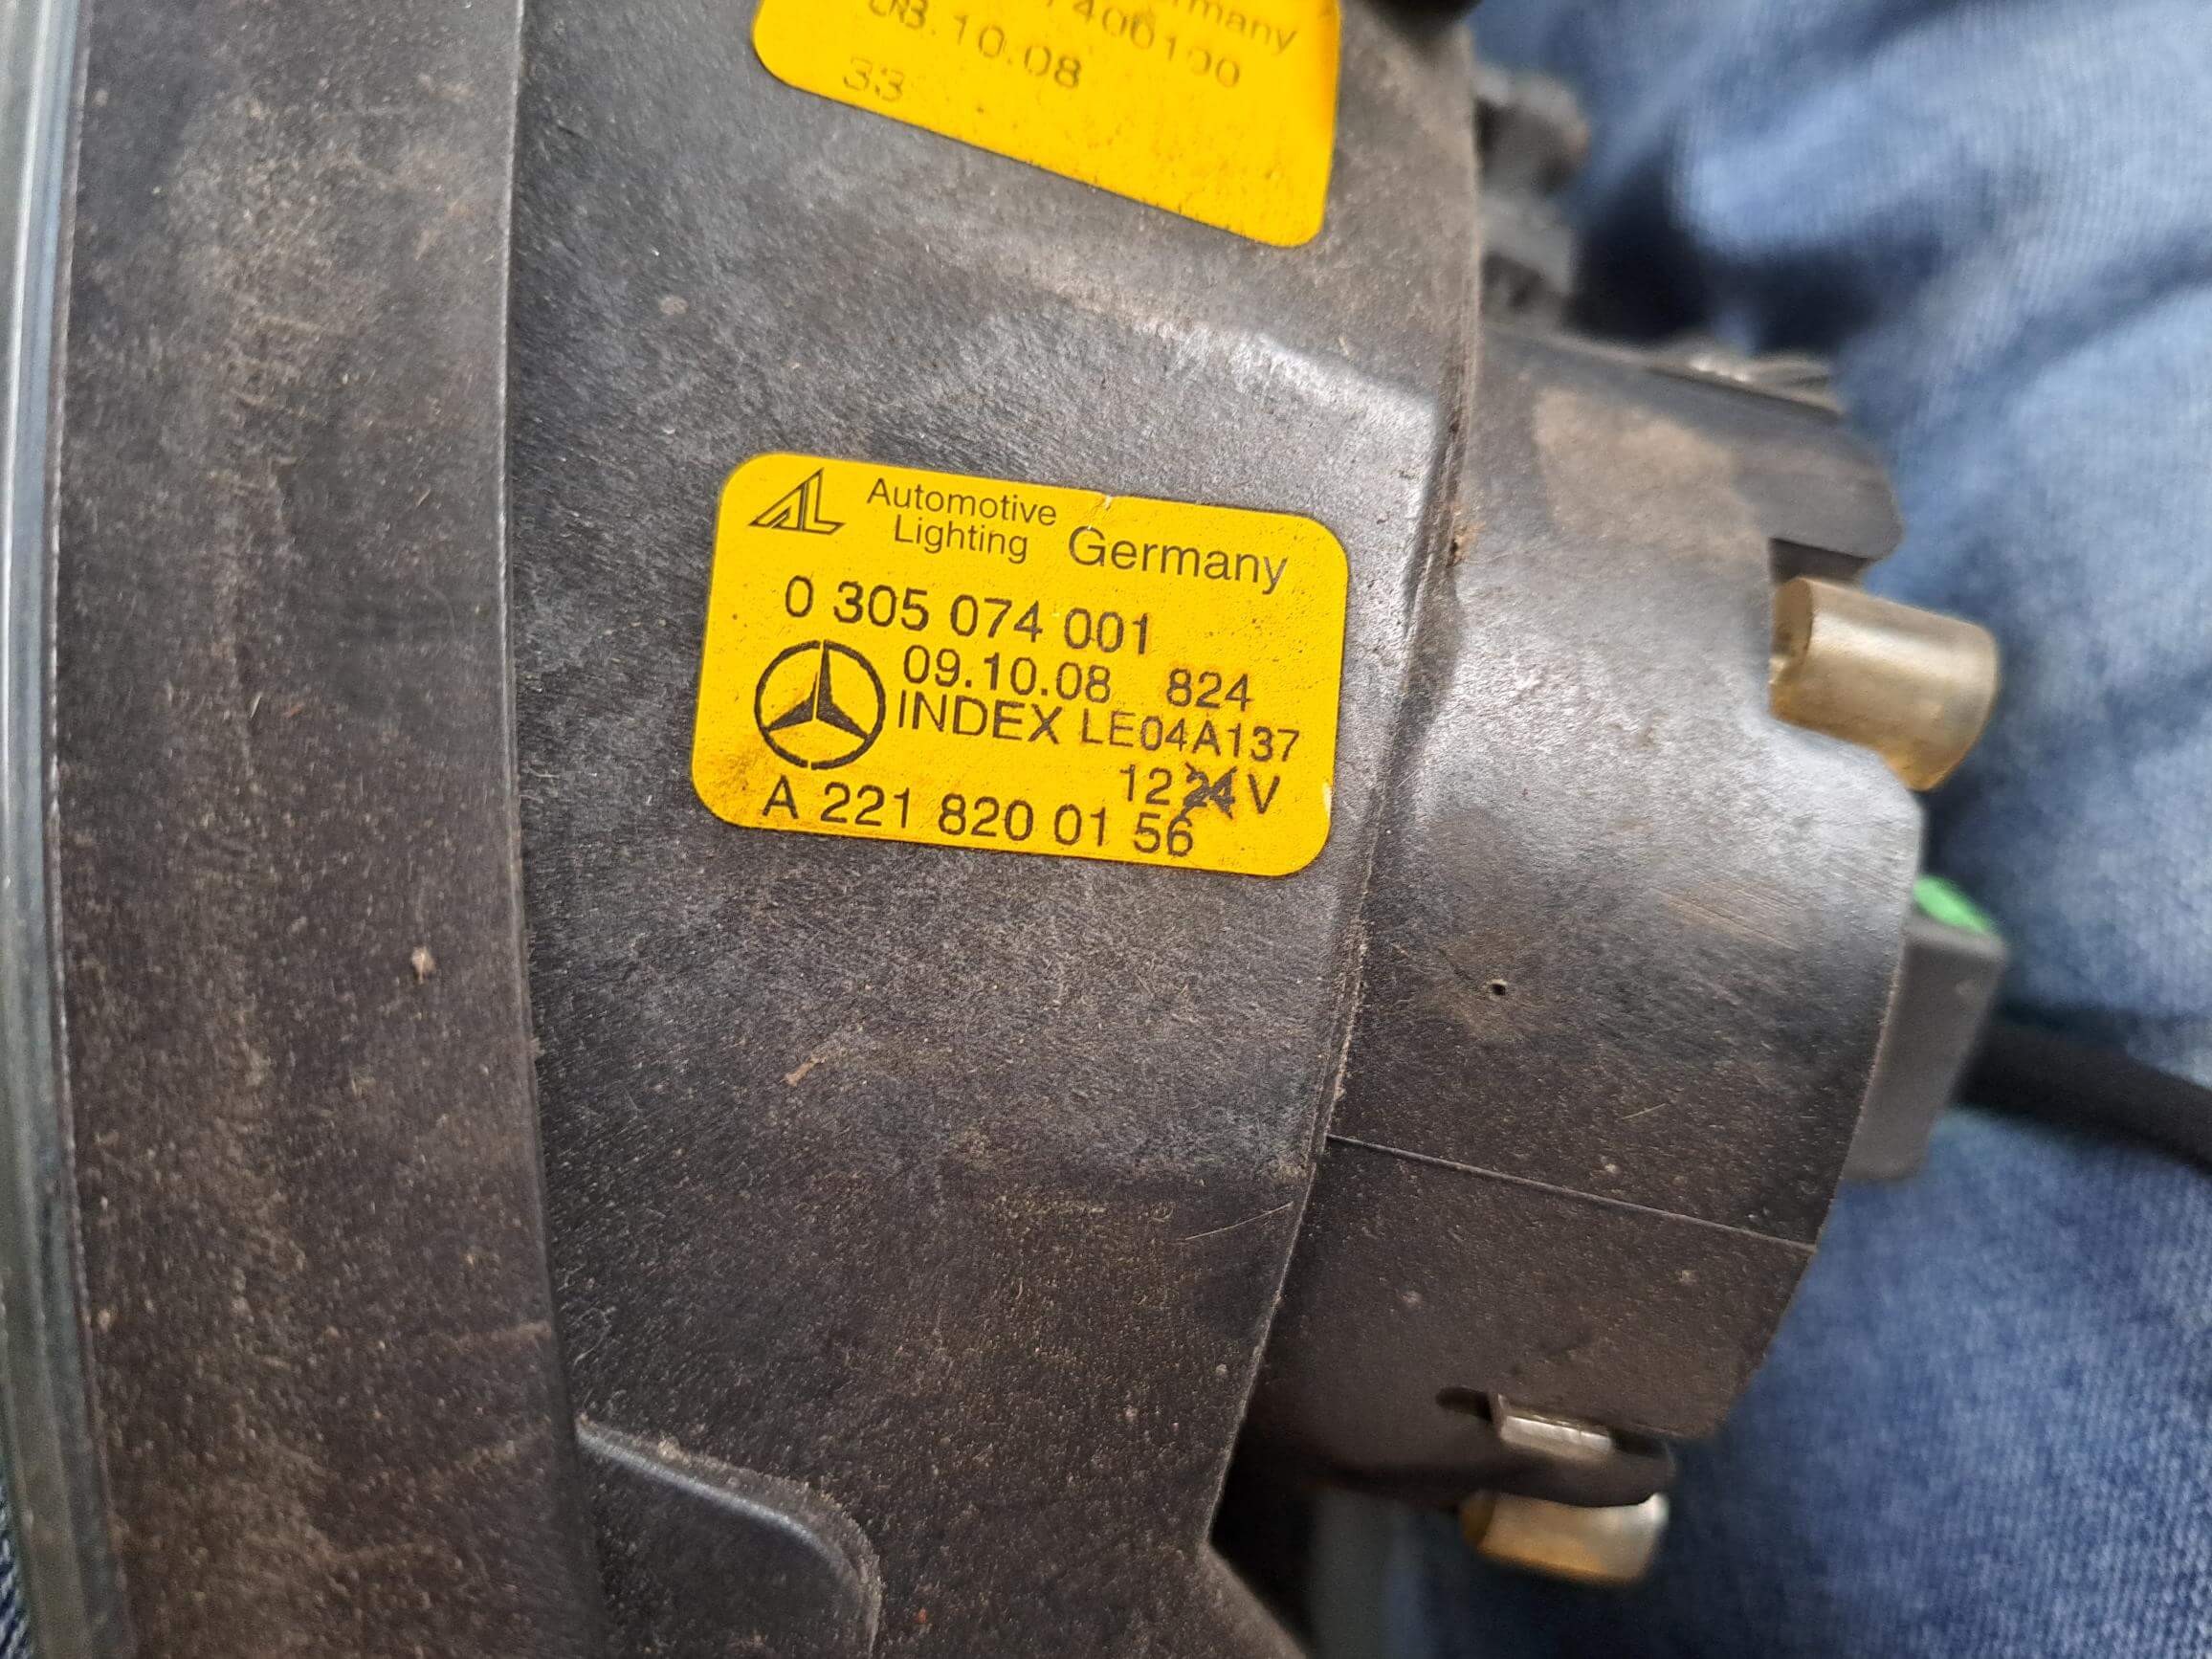 10.08
33
Automotive
Lighting Germany
0 305 074 001
09.10.08 824
INDEX LE04A137
12 24 V
A 221 820 01 56